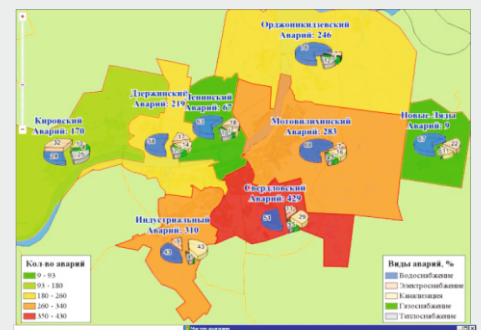 Орджоникидзевский
Аварий: 246
Дзержинский
Аварий: 219
Ленинский
Аварий: 67
Кировский
Аварий: 170
Мотовилихинский
Аварий: 283
Новые Ляды
Аварий: 9
Свердловский
Аварий: 429
Индустриальный
Аварий: 310
Кол-во аварий
9 - 93
93 - 180
180 - 260
260 - 340
350 - 430
Виды аварий, %
Водоснабжение
Электроснабжение
Канализация
Газоснабжение
Теплоснабжение